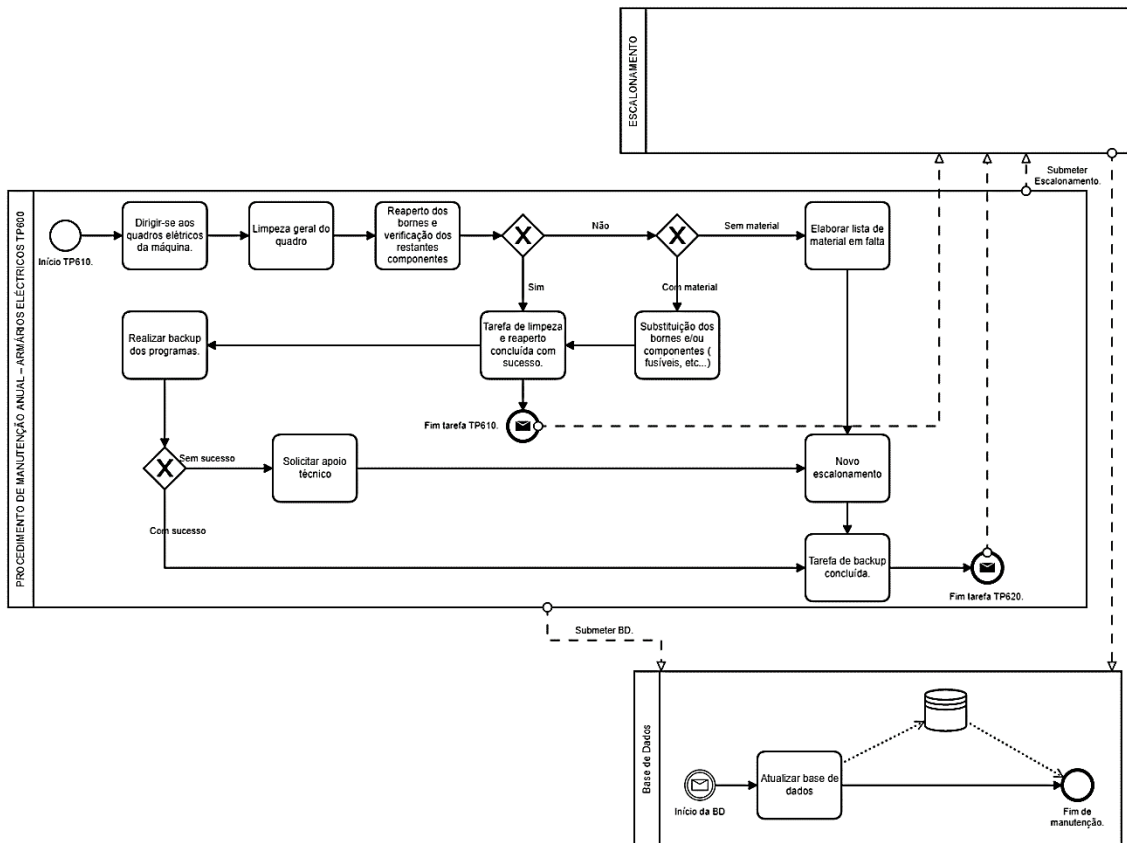 ESCALONAMENTO
Submeter
Escalonamento.
PROCEDIMENTO DE MANUTENÇÃO ANUAL – ARMÁRIOS ELÉCTRICOS TP600
Início TP610.
Dirigir-se aos
quadros elétricos
da máquina.
Limpeza geral do
quadro
Reaperto dos
bornes e
verificação dos
restantes
componentes
Não
Sem material
Elaborar lista de
material em falta
Sim
Com material
Realizar backup
dos programas.
Tarefa de limpeza
e reaperto
concluída com
sucesso.
Substituição dos
bornes e/ou
componentes (
fusíveis, etc...)
Fim tarefa TP610.
Sem sucesso
Solicitar apoio
técnico
Novo
escalonamento
Com sucesso
Tarefa de backup
concluída.
Fim tarefa TP620.
Submeter BD.
Base de Dados
Início da BD
Atualizar base de
dados
Fim de
manutenção.